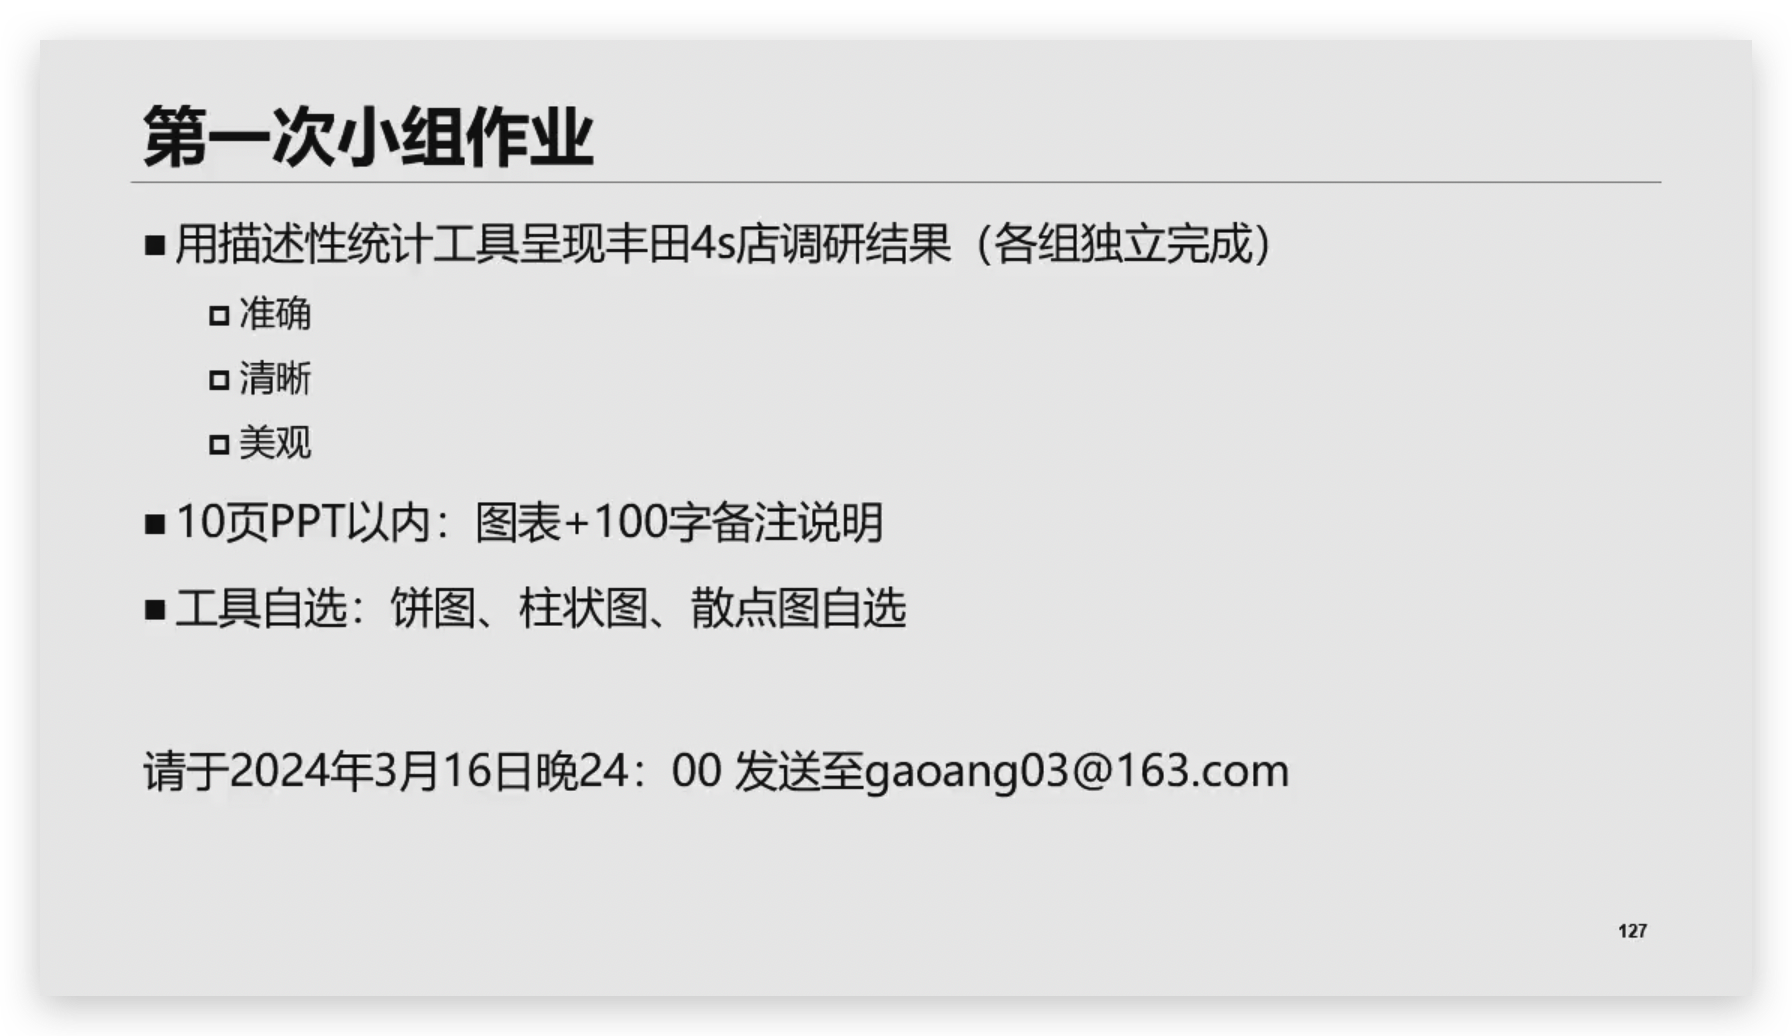 第一次小组作业
■ 用描述性统计工具呈现丰田4s店调研结果（各组独立完成）
准确
清晰
美观
■ 10页PPT以内：图表+100字备注说明
■ 工具自选：饼图、柱状图、散点图自选
请于2024年3月16日晚24：00 发送至gaoang03@163.com
127